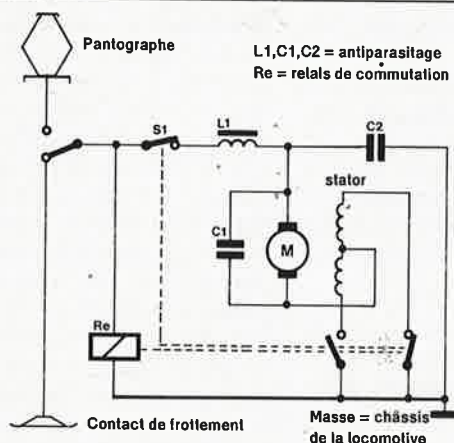 Pantographe
L1,C1,C2 = antiparasitage
Re = relais de commutation
S1
L1
C2
stator
C1
M
Re
Contact de frottement
Masse = châssis
de la locomotive